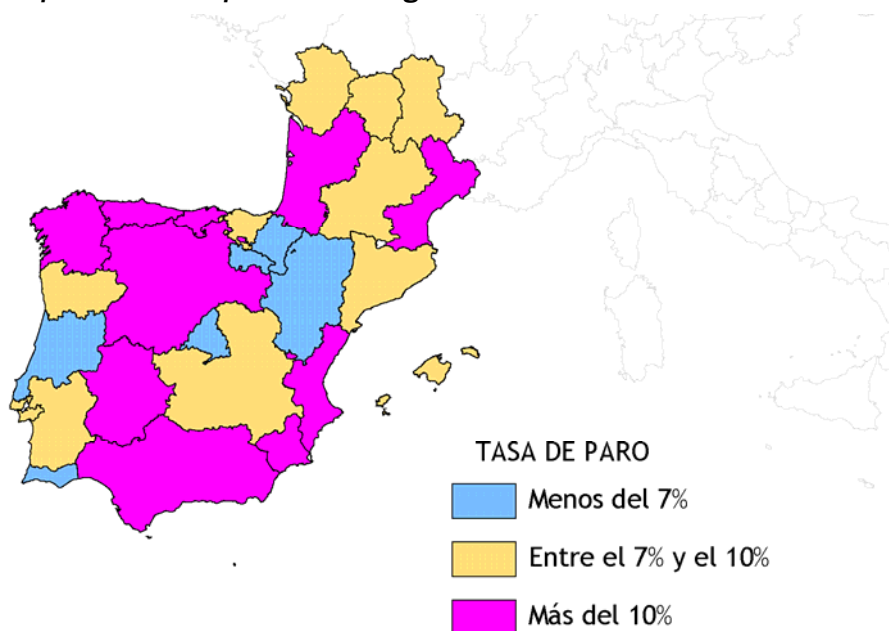 TASA DE PARO
Menos del 7%
Entre el 7% y el 10%
Más del 10%